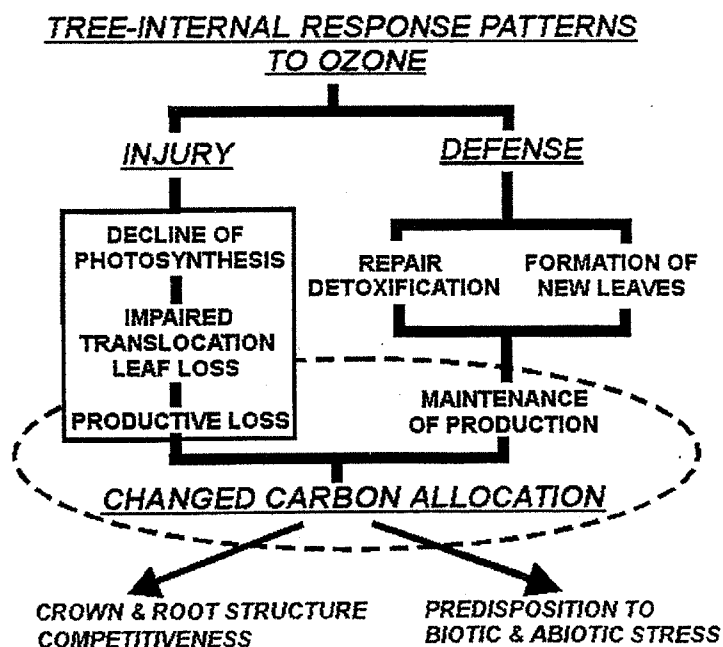 TREE-INTERNAL RESPONSE PATTERNS
TO OZONE
INJURY
DEFENSE
DECLINE OF
PHOTOSYNTHESIS
IMPAIRED
TRANSLOCATION
LEAF LOSS
PRODUCTIVE LOSS
REPAIR
DETOXIFICATION
FORMATION OF
NEW LEAVES
MAINTENANCE
OF PRODUCTION
CHANGED CARBON ALLOCATION
CROWN & ROOT STRUCTURE
COMPETITIVENESS
PREDISPOSITION TO
BIOTIC & ABIOTIC STRESS